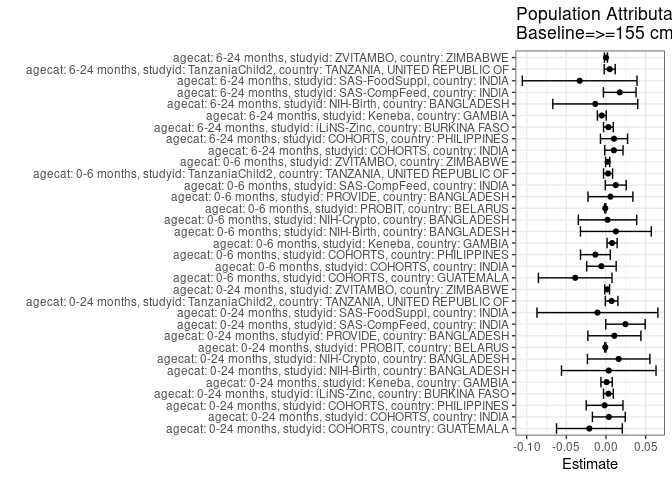 Population Attributa
Baseline=>=155 cm
agecat: 6-24 months, studyid: ZVITAMBO, country: ZIMBABWE
agecat: 6-24 months, studyid: TanzaniaChild2, country: TANZANIA, UNITED REPUBLIC OF
agecat: 6-24 months, studyid: SAS-FoodSuppl, country: INDIA
agecat: 6-24 months, studyid: SAS-CompFeed, country: INDIA
agecat: 6-24 months, studyid: NIH-Birth, country: BANGLADESH
agecat: 6-24 months, studyid: Keneba, country: GAMBIA
agecat: 6-24 months, studyid: iLiNS-Zinc, country: BURKINA FASO
agecat: 6-24 months, studyid: COHORTS, country: PHILIPPINES
agecat: 6-24 months, studyid: COHORTS, country: INDIA
agecat: 0-6 months, studyid: ZVITAMBO, country: ZIMBABWE
agecat: 0-6 months, studyid: TanzaniaChild2, country: TANZANIA, UNITED REPUBLIC OF
agecat: 0-6 months, studyid: SAS-CompFeed, country: INDIA
agecat: 0-6 months, studyid: PROVIDE, country: BANGLADESH
agecat: 0-6 months, studyid: PROBIT, country: BELARUS
agecat: 0-6 months, studyid: NIH-Crypto, country: BANGLADESH
agecat: 0-6 months, studyid: NIH-Birth, country: BANGLADESH
agecat: 0-6 months, studyid: Keneba, country: GAMBIA
agecat: 0-6 months, studyid: COHORTS, country: PHILIPPINES
agecat: 0-6 months, studyid: COHORTS, country: INDIA
agecat: 0-6 months, studyid: COHORTS, country: GUATEMALA
agecat: 0-24 months, studyid: ZVITAMBO, country: ZIMBABWE
agecat: 0-24 months, studyid: TanzaniaChild2, country: TANZANIA, UNITED REPUBLIC OF
agecat: 0-24 months, studyid: SAS-FoodSuppl, country: INDIA
agecat: 0-24 months, studyid: SAS-CompFeed, country: INDIA
agecat: 0-24 months, studyid: PROVIDE, country: BANGLADESH
agecat: 0-24 months, studyid: PROBIT, country: BELARUS
agecat: 0-24 months, studyid: NIH-Crypto, country: BANGLADESH
agecat: 0-24 months, studyid: NIH-Birth, country: BANGLADESH
agecat: 0-24 months, studyid: Keneba, country: GAMBIA
agecat: 0-24 months, studyid: iLiNS-Zinc, country: BURKINA FASO
agecat: 0-24 months, studyid: COHORTS, country: PHILIPPINES
agecat: 0-24 months, studyid: COHORTS, country: INDIA
agecat: 0-24 months, studyid: COHORTS, country: GUATEMALA
-0.10 -0.05 0.00 0.05
Estimate